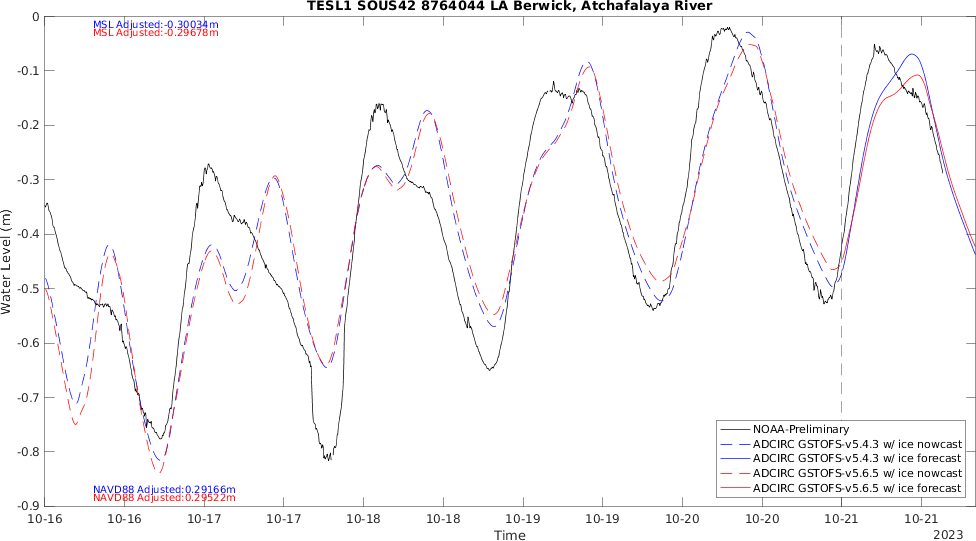 TESL1 SOUS42 8764044 LA Berwick, Atchafalaya River
MSL Adjusted:-0.30034m
MSL Adjusted:-0.29678m
0
-0.1
-0.2
-0.3
-0.4
-0.5
-0.6
-0.7
-0.8
-0.9
Water Level (m)
NAVD88 Adjusted:0.29166m
NAVD88 Adjusted:0.29522m
NOAA-Preliminary
ADCIRC GSTOFS-v5.4.3 w/ ice nowcast
ADCIRC GSTOFS-v5.4.3 w/ ice forecast
ADCIRC GSTOFS-v5.6.5 w/ ice nowcast
ADCIRC GSTOFS-v5.6.5 w/ ice forecast
10-16 10-16 10-17 10-17 10-18 10-18 10-19 10-19 10-20 10-20 10-21 10-21
2023
Time